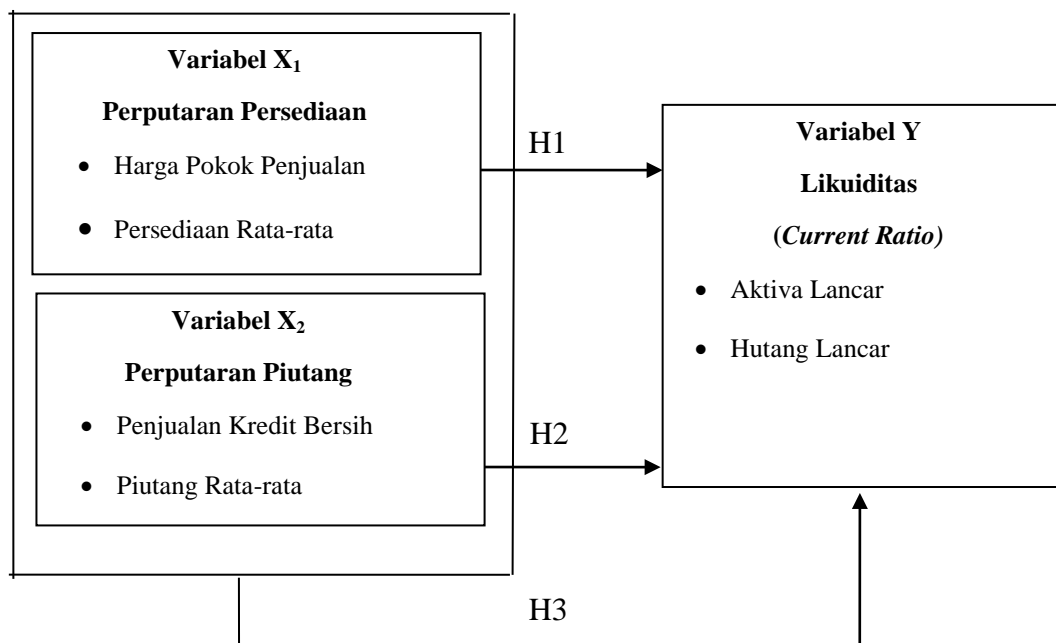 Variabel X₁
Perputaran Persediaan
• Harga Pokok Penjualan
• Persediaan Rata-rata
H1
Variabel Y
Likuiditas
(Current Ratio)
• Aktiva Lancar
• Hutang Lancar
Variabel X₂
Perputaran Piutang
• Penjualan Kredit Bersih
• Piutang Rata-rata
H2
H3